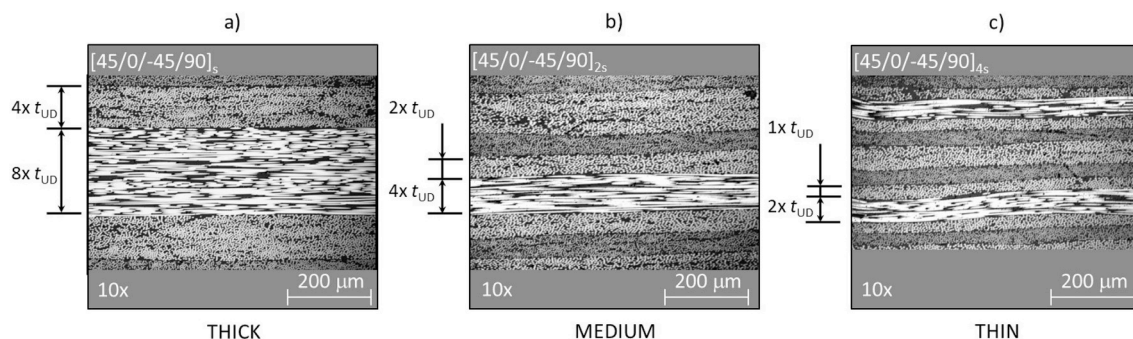 a)
[45/0/-45/90]s
4x tUD
8x tUD
10x
200 µm
THICK
b)
[45/0/-45/90]2s
2x tUD
4x tUD
10x
200 µm
MEDIUM
c)
[45/0/-45/90]4s
1x tUD
2x tUD
10x
200 µm
THIN